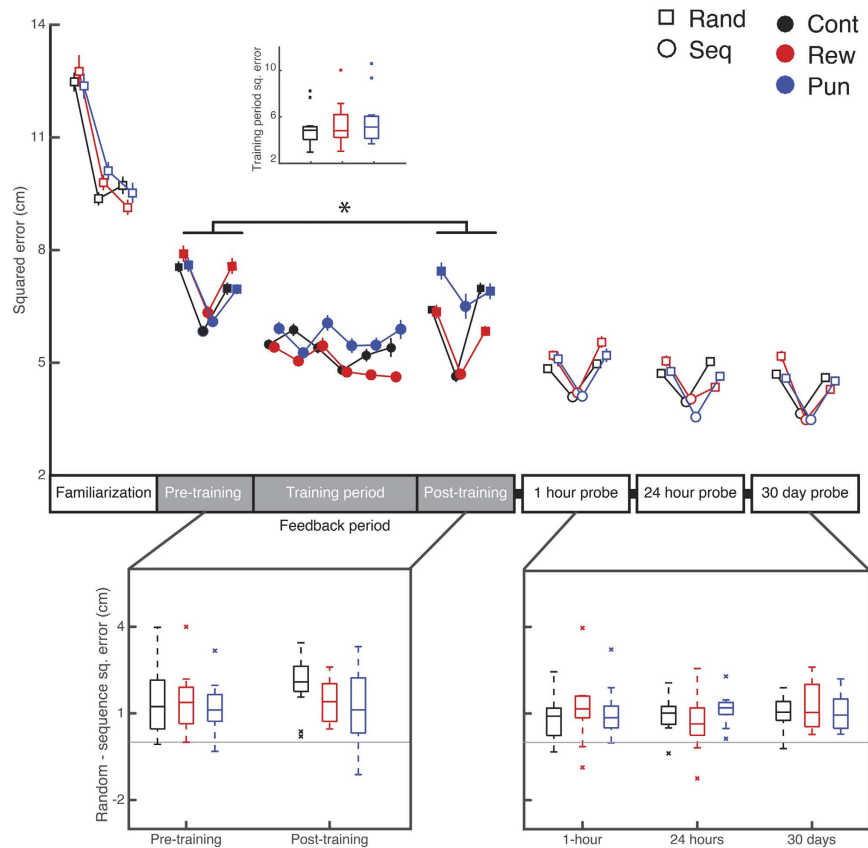 14
11
8
5
2
Squared error (cm)
Rand
Seq
Cont
Rew
Pun
Training period sq. error
10
6
2
*
Familiarization
Pre-training
Training period
Post-training
1 hour probe
24 hour probe
30 day probe
Feedback period
Random - sequence sq. error (cm)
4
1
-2
Pre-training
Post-training
1-hour
24 hours
30 days